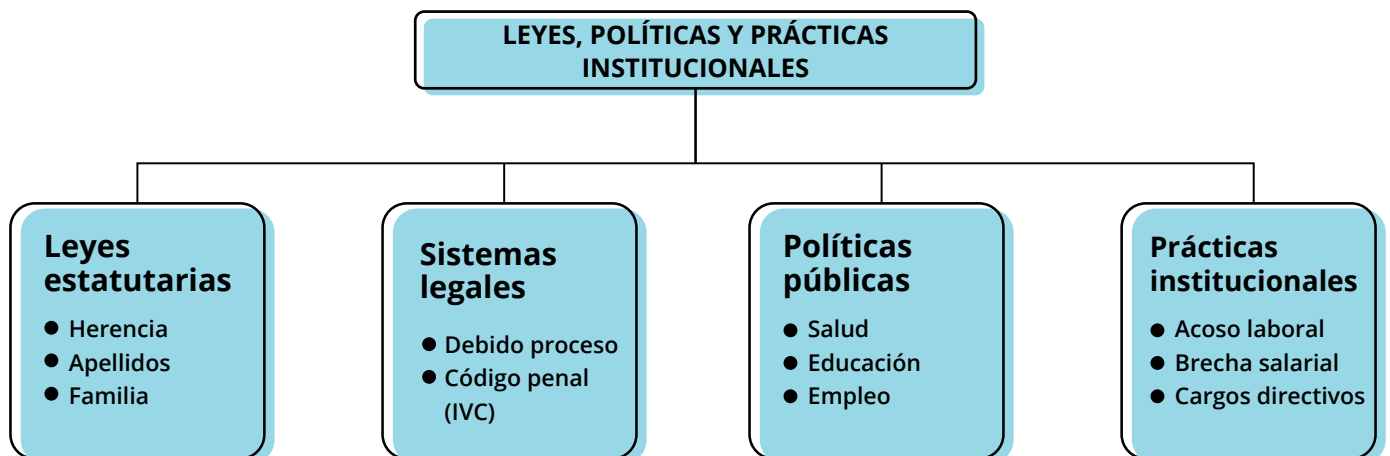 LEYES, POLÍTICAS Y PRÁCTICAS
INSTITUCIONALES
Leyes
estatutarias
● Herencia
● Apellidos
● Familia
Sistemas
legales
● Debido proceso
● Código penal
(IVC)
Políticas
públicas
● Salud
● Educación
● Empleo
Prácticas
institucionales
● Acoso laboral
● Brecha salarial
● Cargos directivos